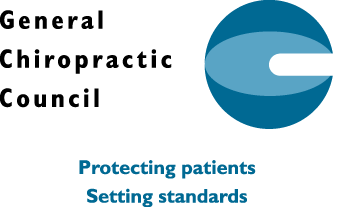 General
Chiropractic
Council
Protecting patients
Setting standards